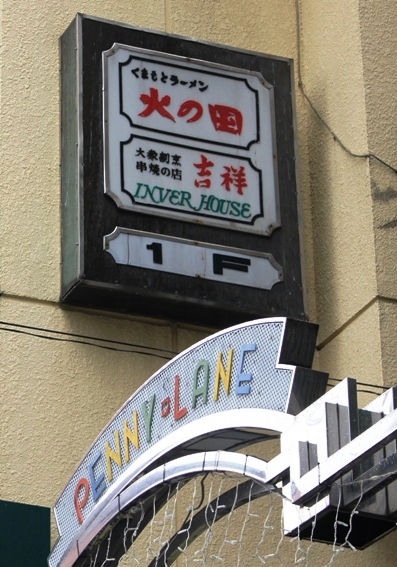 くまもとラーメン
火の国
大衆割烹
串焼の店
吉祥
INVER HOUSE
1 F
PENNY LANE